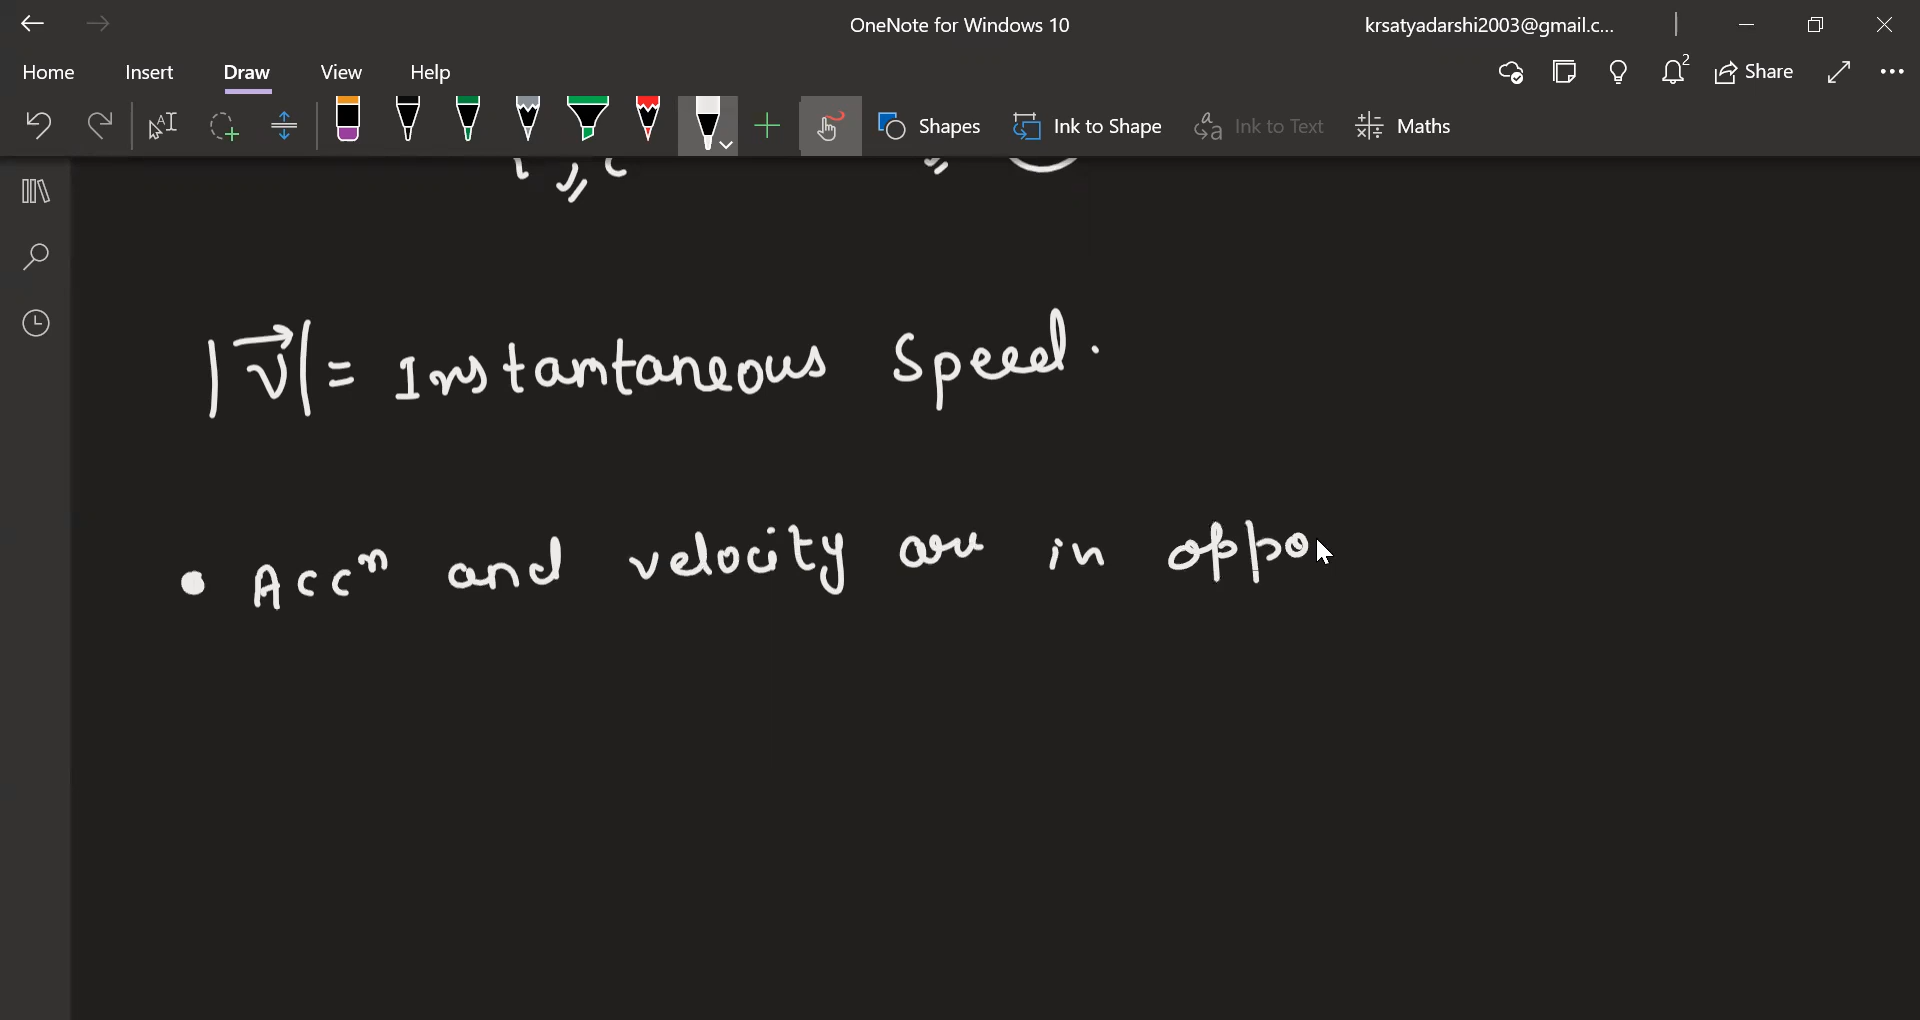 OneNote for Windows 10
krsatyadarshi2003@gmail.c...
Home Insert Draw View Help
2 Share
Shapes Ink to Shape Ink to Text Maths
|v⃗| = Instantaneous Speed.
• Accⁿ and velocity are in oppo